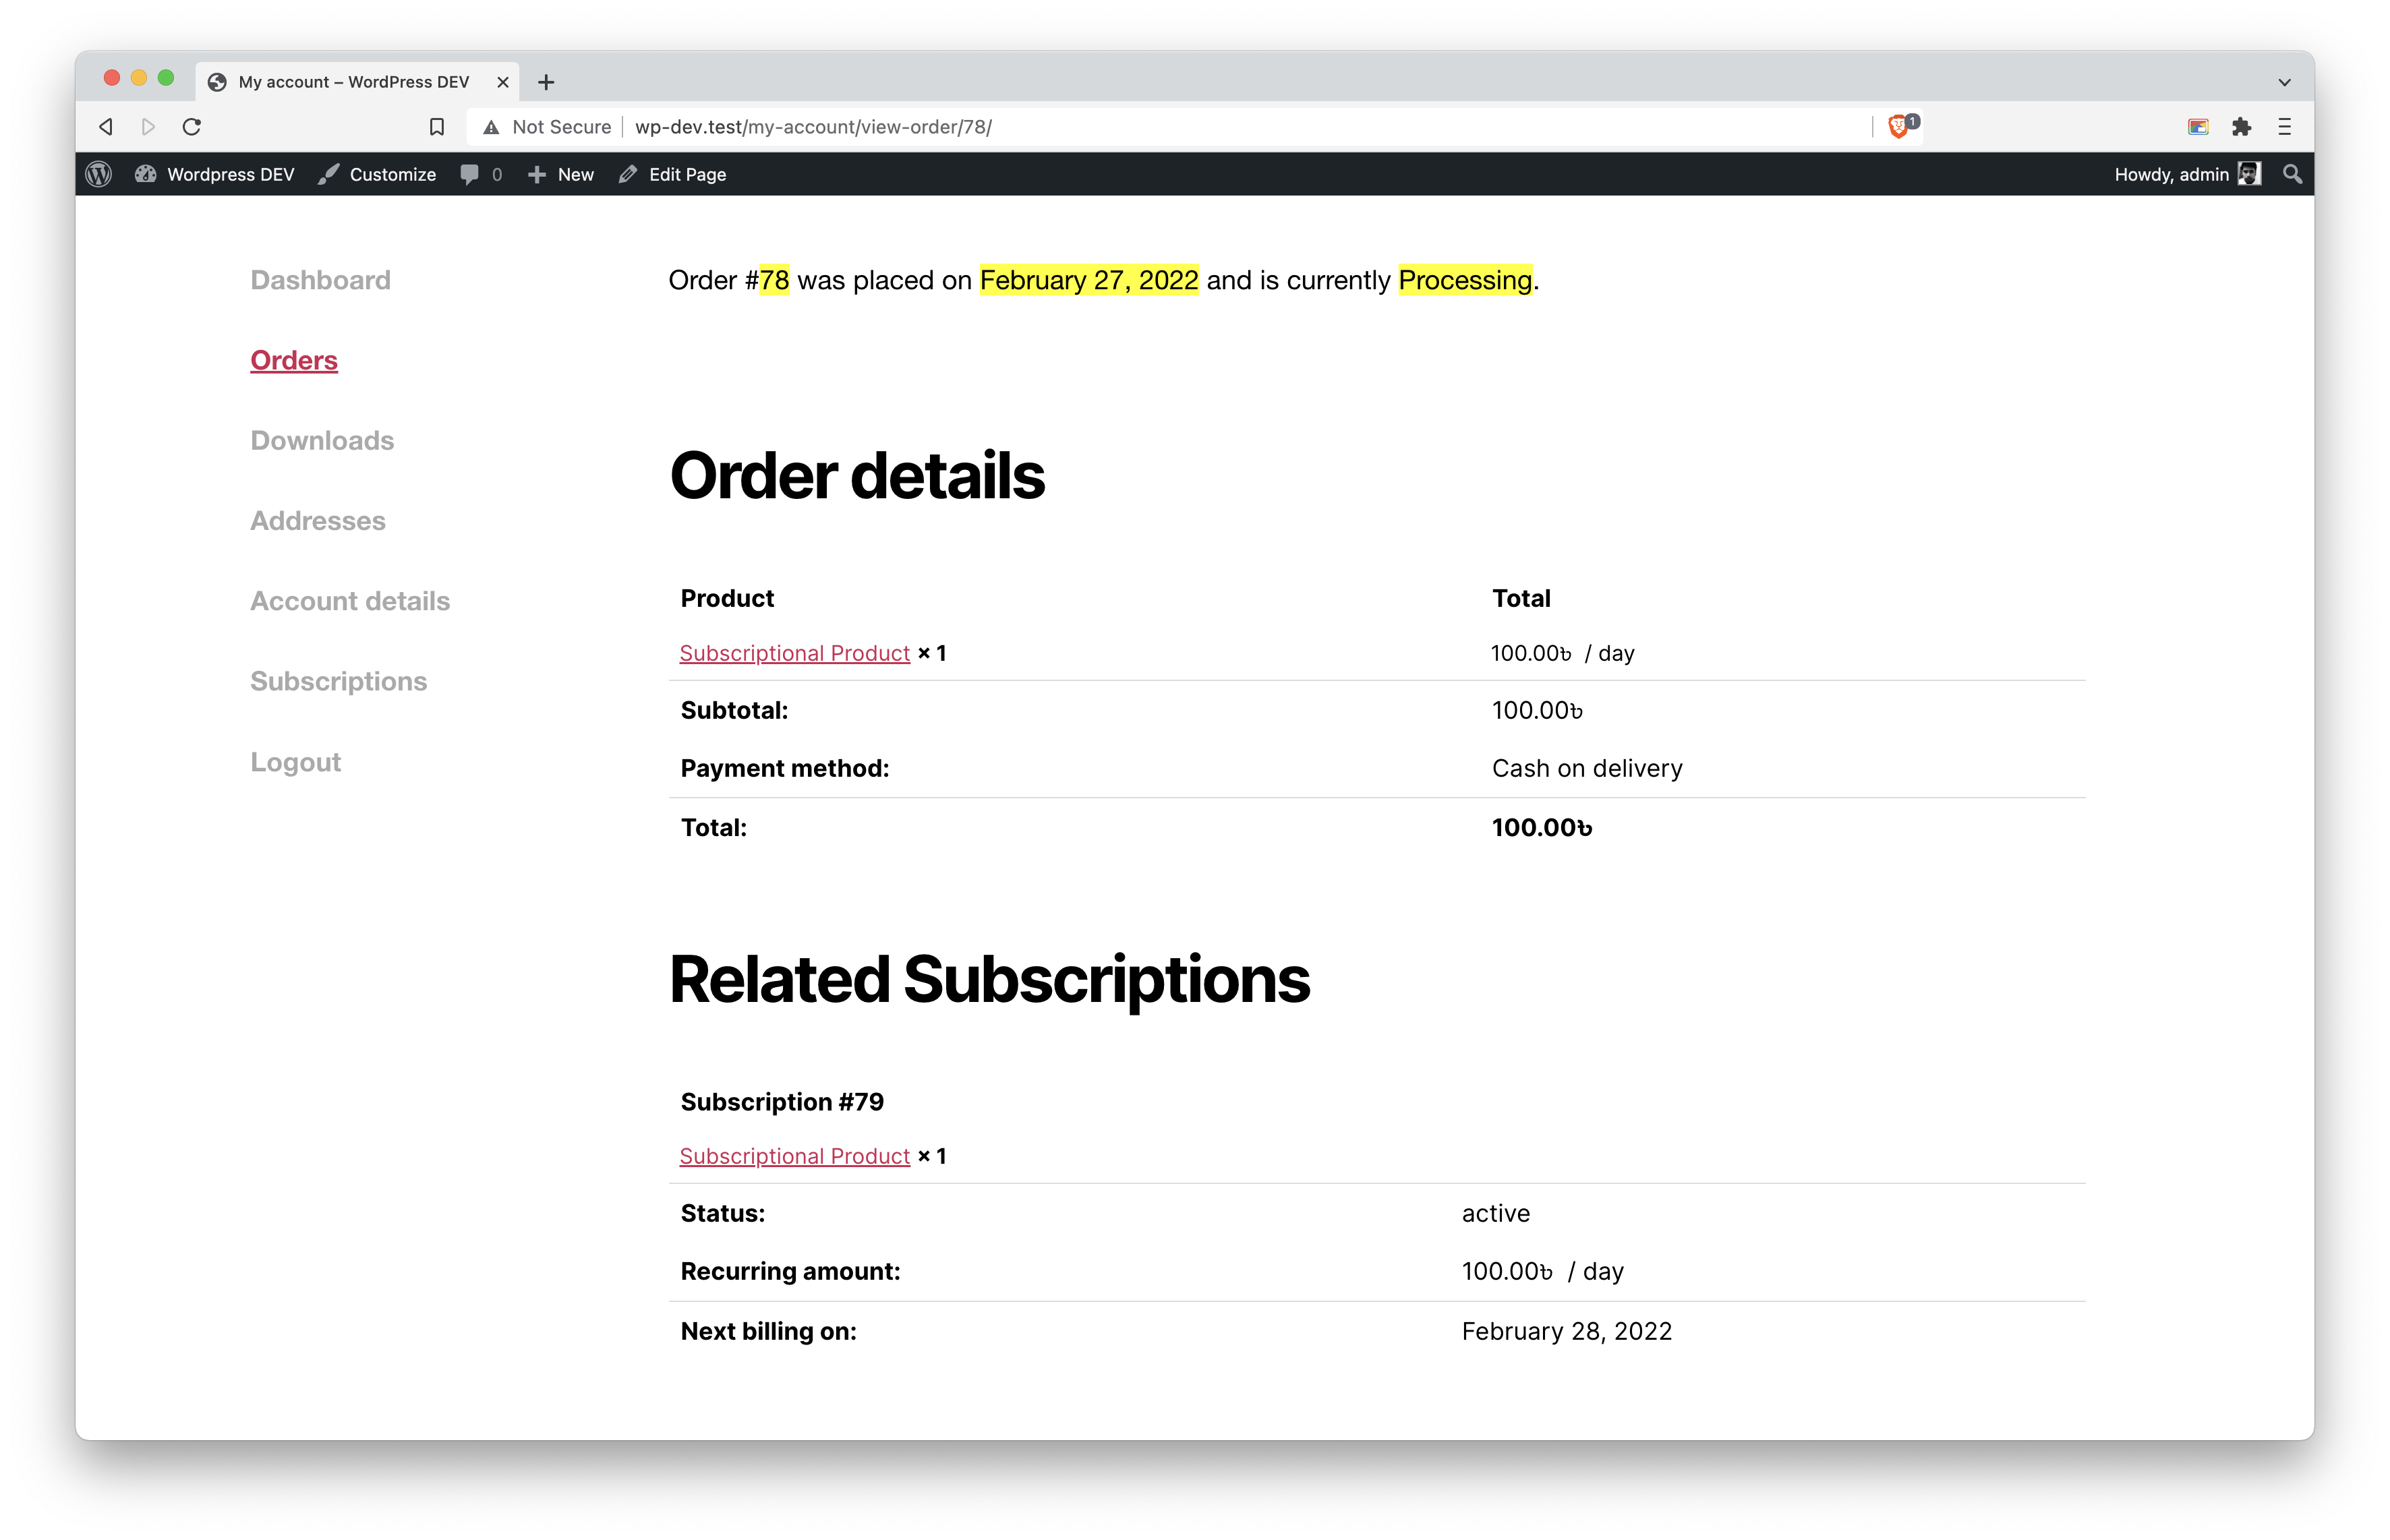 My account – WordPress DEV
Not Secure wp-dev.test/my-account/view-order/78/ 1
Wordpress DEV Customize 0 New Edit Page Howdy, admin
Dashboard
Orders
Downloads
Addresses
Account details
Subscriptions
Logout
Order #78 was placed on February 27, 2022 and is currently Processing.
Order details
Product Total
Subscriptional Product × 1 100.00৳ / day
Subtotal: 100.00৳
Payment method: Cash on delivery
Total: 100.00৳
Related Subscriptions
Subscription #79
Subscriptional Product × 1
Status: active
Recurring amount: 100.00৳ / day
Next billing on: February 28, 2022